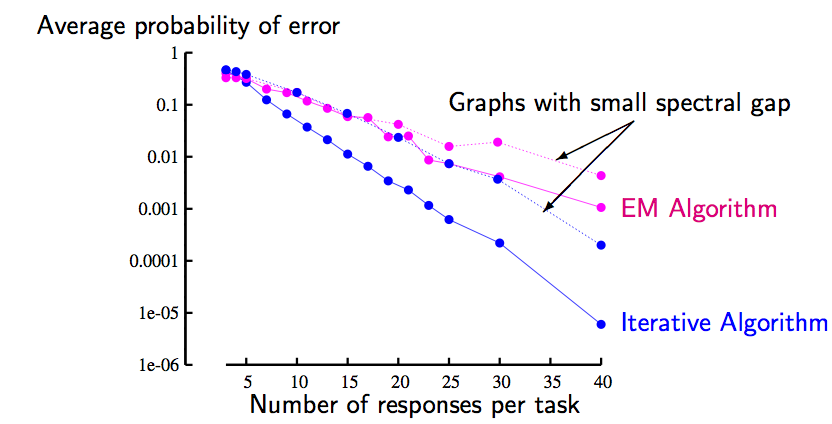 Average probability of error
1
0.1
Graphs with small spectral gap
0.01
0.001
EM Algorithm
0.0001
1e-05
Iterative Algorithm
1e-06
5 10 15 20 25 30 35 40
Number of responses per task